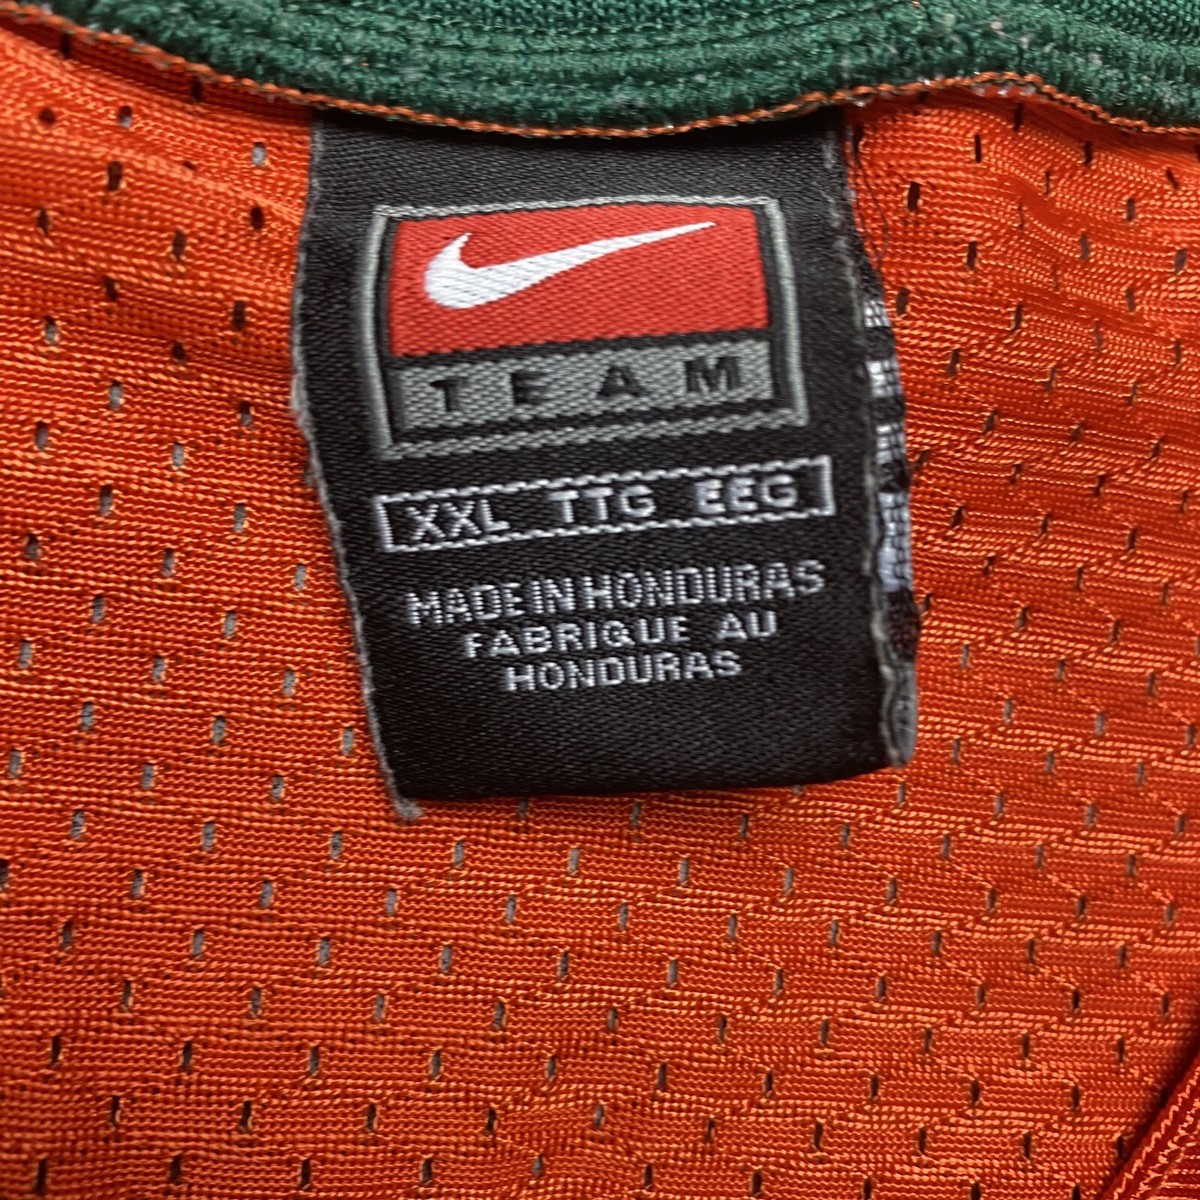 TEAM
XXL TTG EEG
MADE IN HONDURAS
FABRIQUE AU
HONDURAS